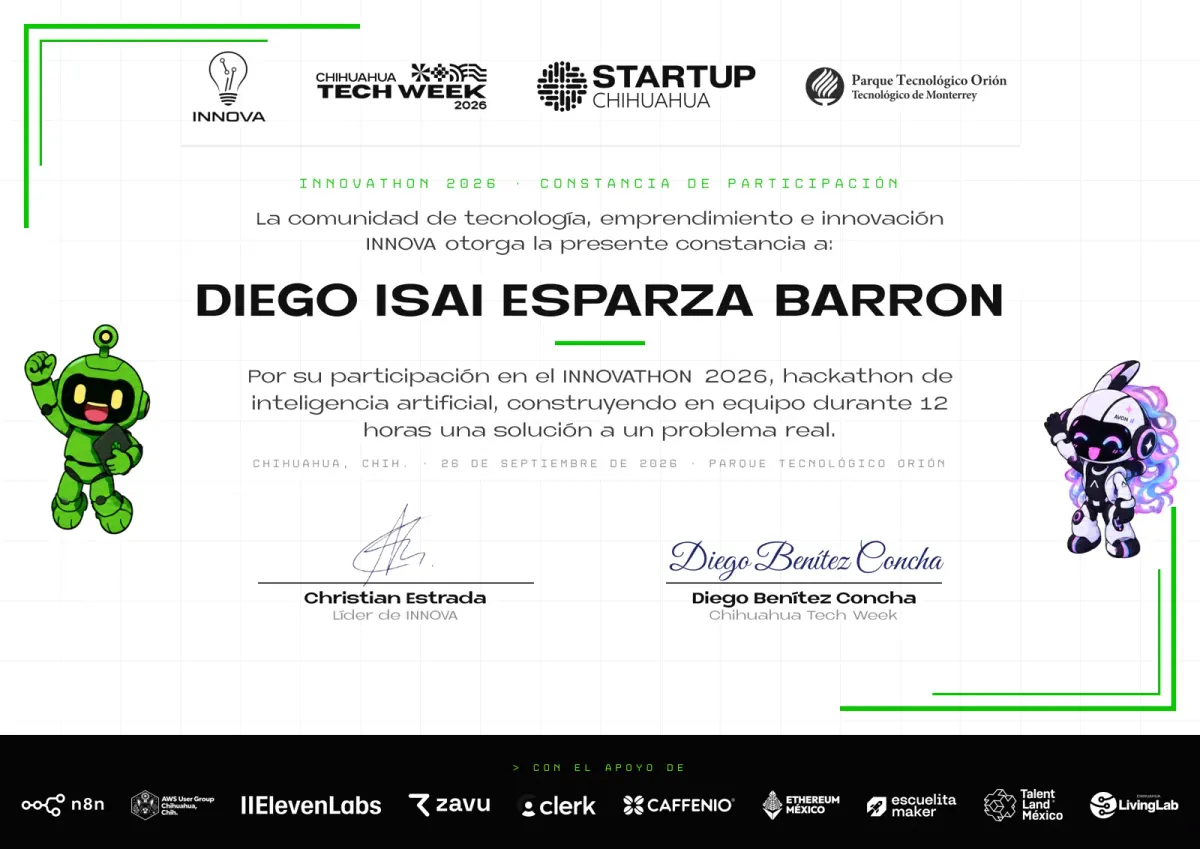 INNOVA
CHIHUAHUA
TECH WEEK
2026
STARTUP
CHIHUAHUA
Parque Tecnológico Orión
Tecnológico de Monterrey
INNOVATHON 2026 · CONSTANCIA DE PARTICIPACIÓN
La comunidad de tecnología, emprendimiento e innovación
INNOVA otorga la presente constancia a:
DIEGO ISAI ESPARZA BARRON
Por su participación en el INNOVATHON 2026, hackathon de
inteligencia artificial, construyendo en equipo durante 12
horas una solución a un problema real.
CHIHUAHUA, CHIH. · 26 DE SEPTIEMBRE DE 2026 · PARQUE TECNOLÓGICO ORIÓN
AVON
Diego Benítez Concha
Christian Estrada
Líder de INNOVA
Diego Benítez Concha
Chihuahua Tech Week
> CON EL APOYO DE
n8n
AWS User Group
Chihuahua,
Chih.
IIElevenLabs
zavu
clerk
CAFFENIO
ETHEREUM
MÉXICO
escuelita
maker
Talent
Land
México
CHIHUAHUA
LivingLab